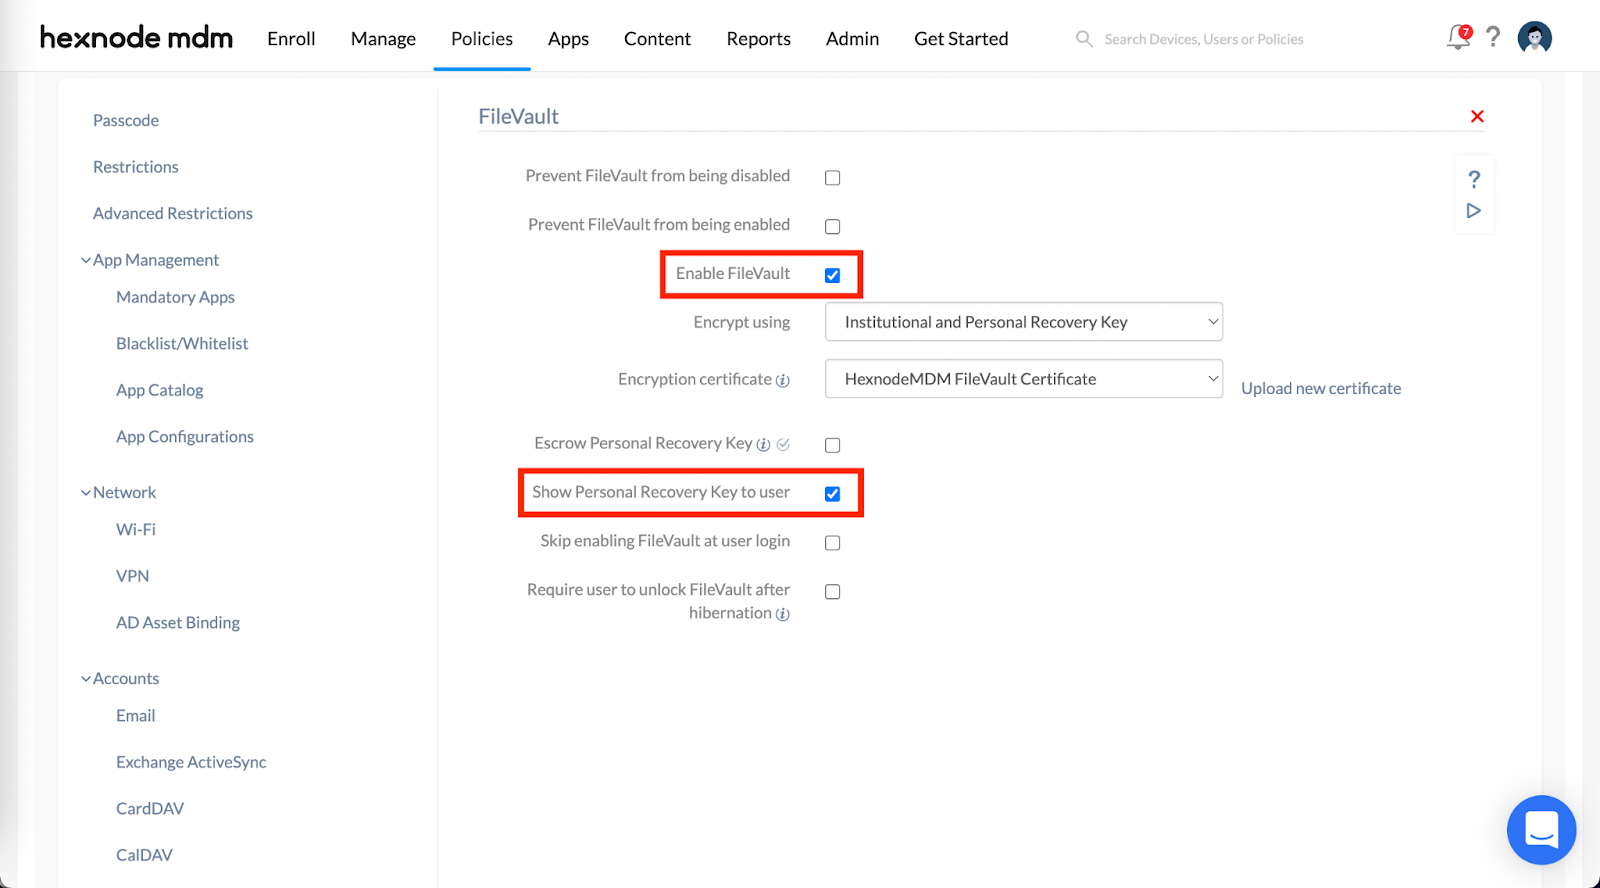 hexnode mdm
Enroll
Manage
Policies
Apps
Content
Reports
Admin
Get Started
Search Devices, Users or Policies
7
?
Passcode
Restrictions
Advanced Restrictions
App Management
Mandatory Apps
Blacklist/Whitelist
App Catalog
App Configurations
Network
Wi-Fi
VPN
AD Asset Binding
Accounts
Email
Exchange ActiveSync
CardDAV
CalDAV
FileVault
?
Prevent FileVault from being disabled
Prevent FileVault from being enabled
Enable FileVault
Encrypt using
Institutional and Personal Recovery Key
Encryption certificate i
HexnodeMDM FileVault Certificate
Upload new certificate
Escrow Personal Recovery Key i
Show Personal Recovery Key to user
Skip enabling FileVault at user login
Require user to unlock FileVault after
hibernation i